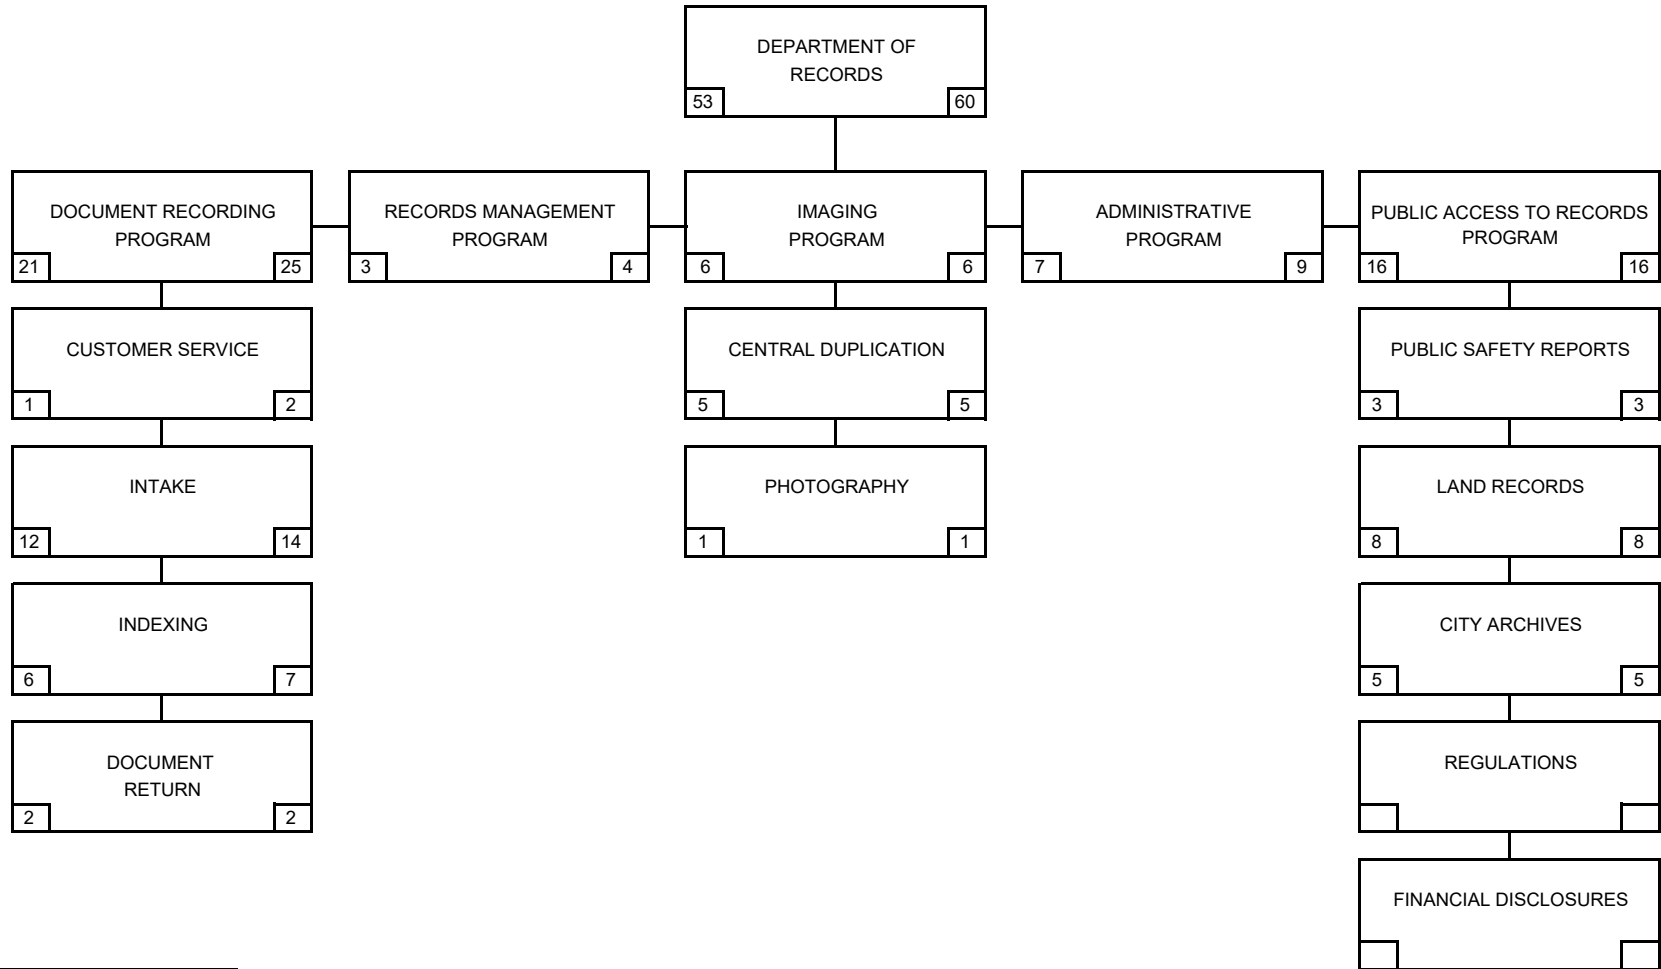 DEPARTMENT OF
RECORDS
53 60
DOCUMENT RECORDING
PROGRAM
21 25
RECORDS MANAGEMENT
PROGRAM
3 4
IMAGING
PROGRAM
6 6
ADMINISTRATIVE
PROGRAM
7 9
PUBLIC ACCESS TO RECORDS
PROGRAM
16 16
CUSTOMER SERVICE
1 2
CENTRAL DUPLICATION
5 5
PUBLIC SAFETY REPORTS
3 3
INTAKE
12 14
PHOTOGRAPHY
1 1
LAND RECORDS
8 8
INDEXING
6 7
CITY ARCHIVES
5 5
DOCUMENT
RETURN
2 2
REGULATIONS
FINANCIAL DISCLOSURES